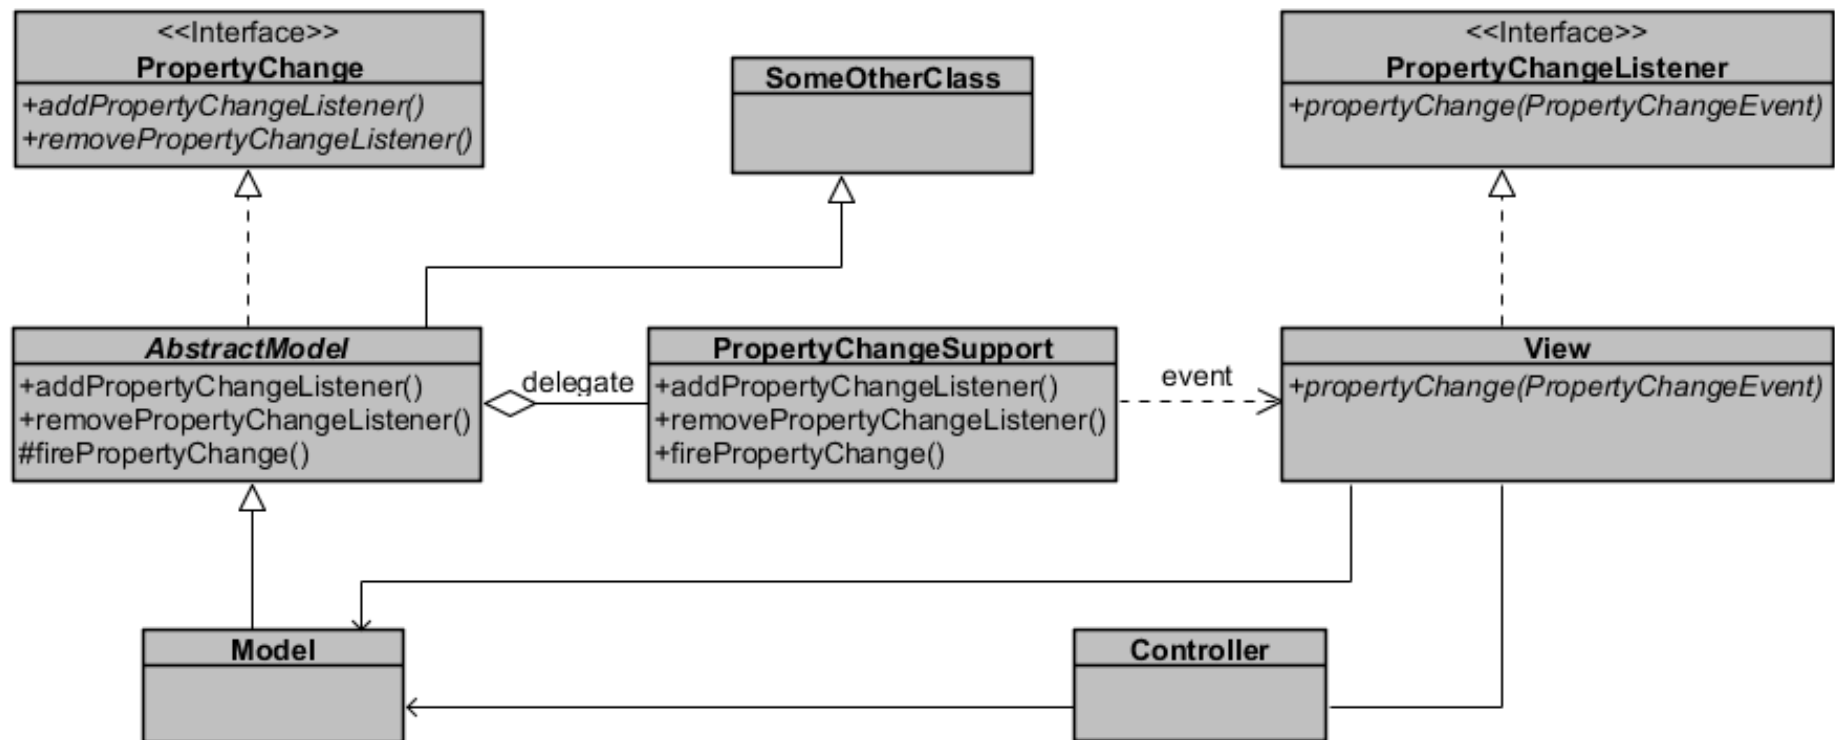 <<Interface>>
PropertyChange
+addPropertyChangeListener()
+removePropertyChangeListener()
SomeOtherClass
<<Interface>>
PropertyChangeListener
+propertyChange(PropertyChangeEvent)
AbstractModel
+addPropertyChangeListener()
+removePropertyChangeListener()
#firePropertyChange()
delegate
PropertyChangeSupport
+addPropertyChangeListener()
+removePropertyChangeListener()
+firePropertyChange()
event
View
+propertyChange(PropertyChangeEvent)
Model
Controller